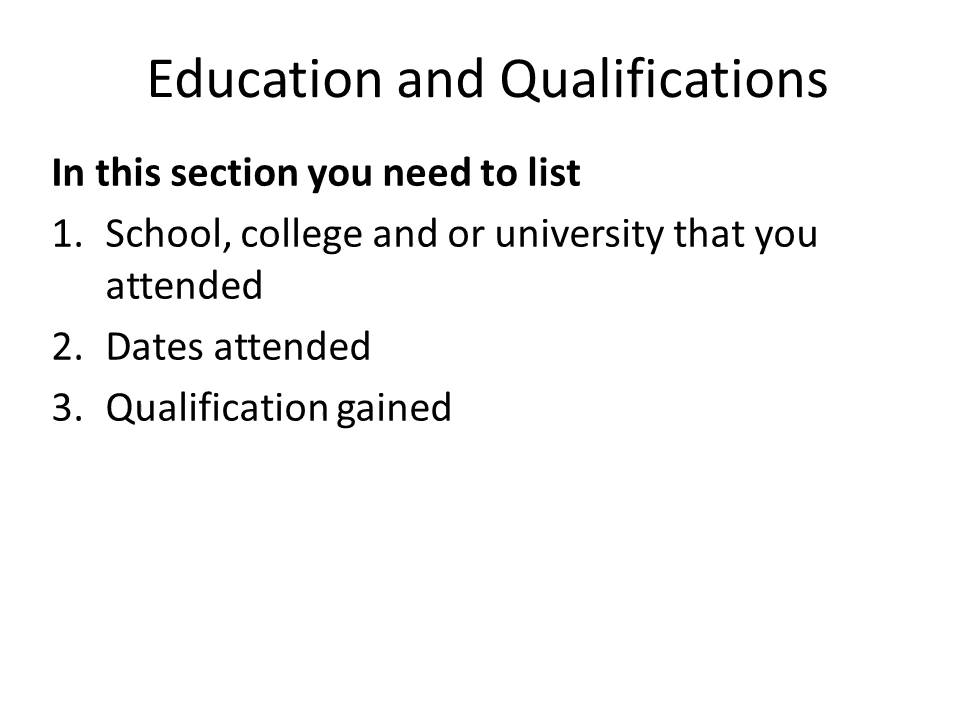 Education and Qualifications
In this section you need to list
1. School, college and or university that you
attended
2. Dates attended
3. Qualification gained